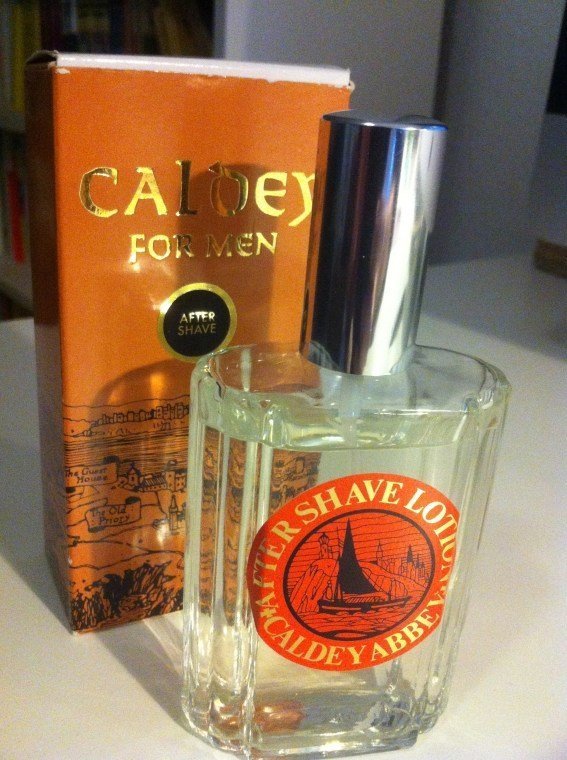 CALDEY
FOR MEN
AFTER
SHAVE
The Guest
House
The Old
Priory
AFTER SHAVE LOTION
CALDEY ABBEY